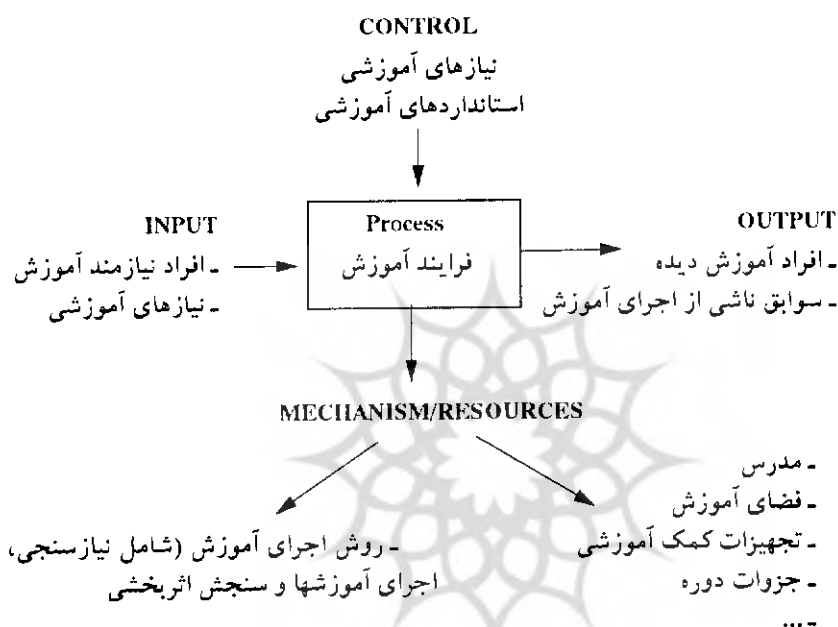 CONTROL
نیازهای آموزشی
استانداردهای آموزشی
INPUT
ـ افراد نیازمند آموزش
ـ نیازهای آموزشی
Process
فرایند آموزش
OUTPUT
ـ افراد آموزش دیده
ـ سوابق ناشی از اجرای آموزش
MECHANISM/RESOURCES
ـ مدرس
ـ فضای آموزش
ـ تجهیزات کمک آموزشی
ـ جزوات دوره
ـ ...
ـ روش اجرای آموزش (شامل نیازسنجی،
اجرای آموزشها و سنجش اثربخشی